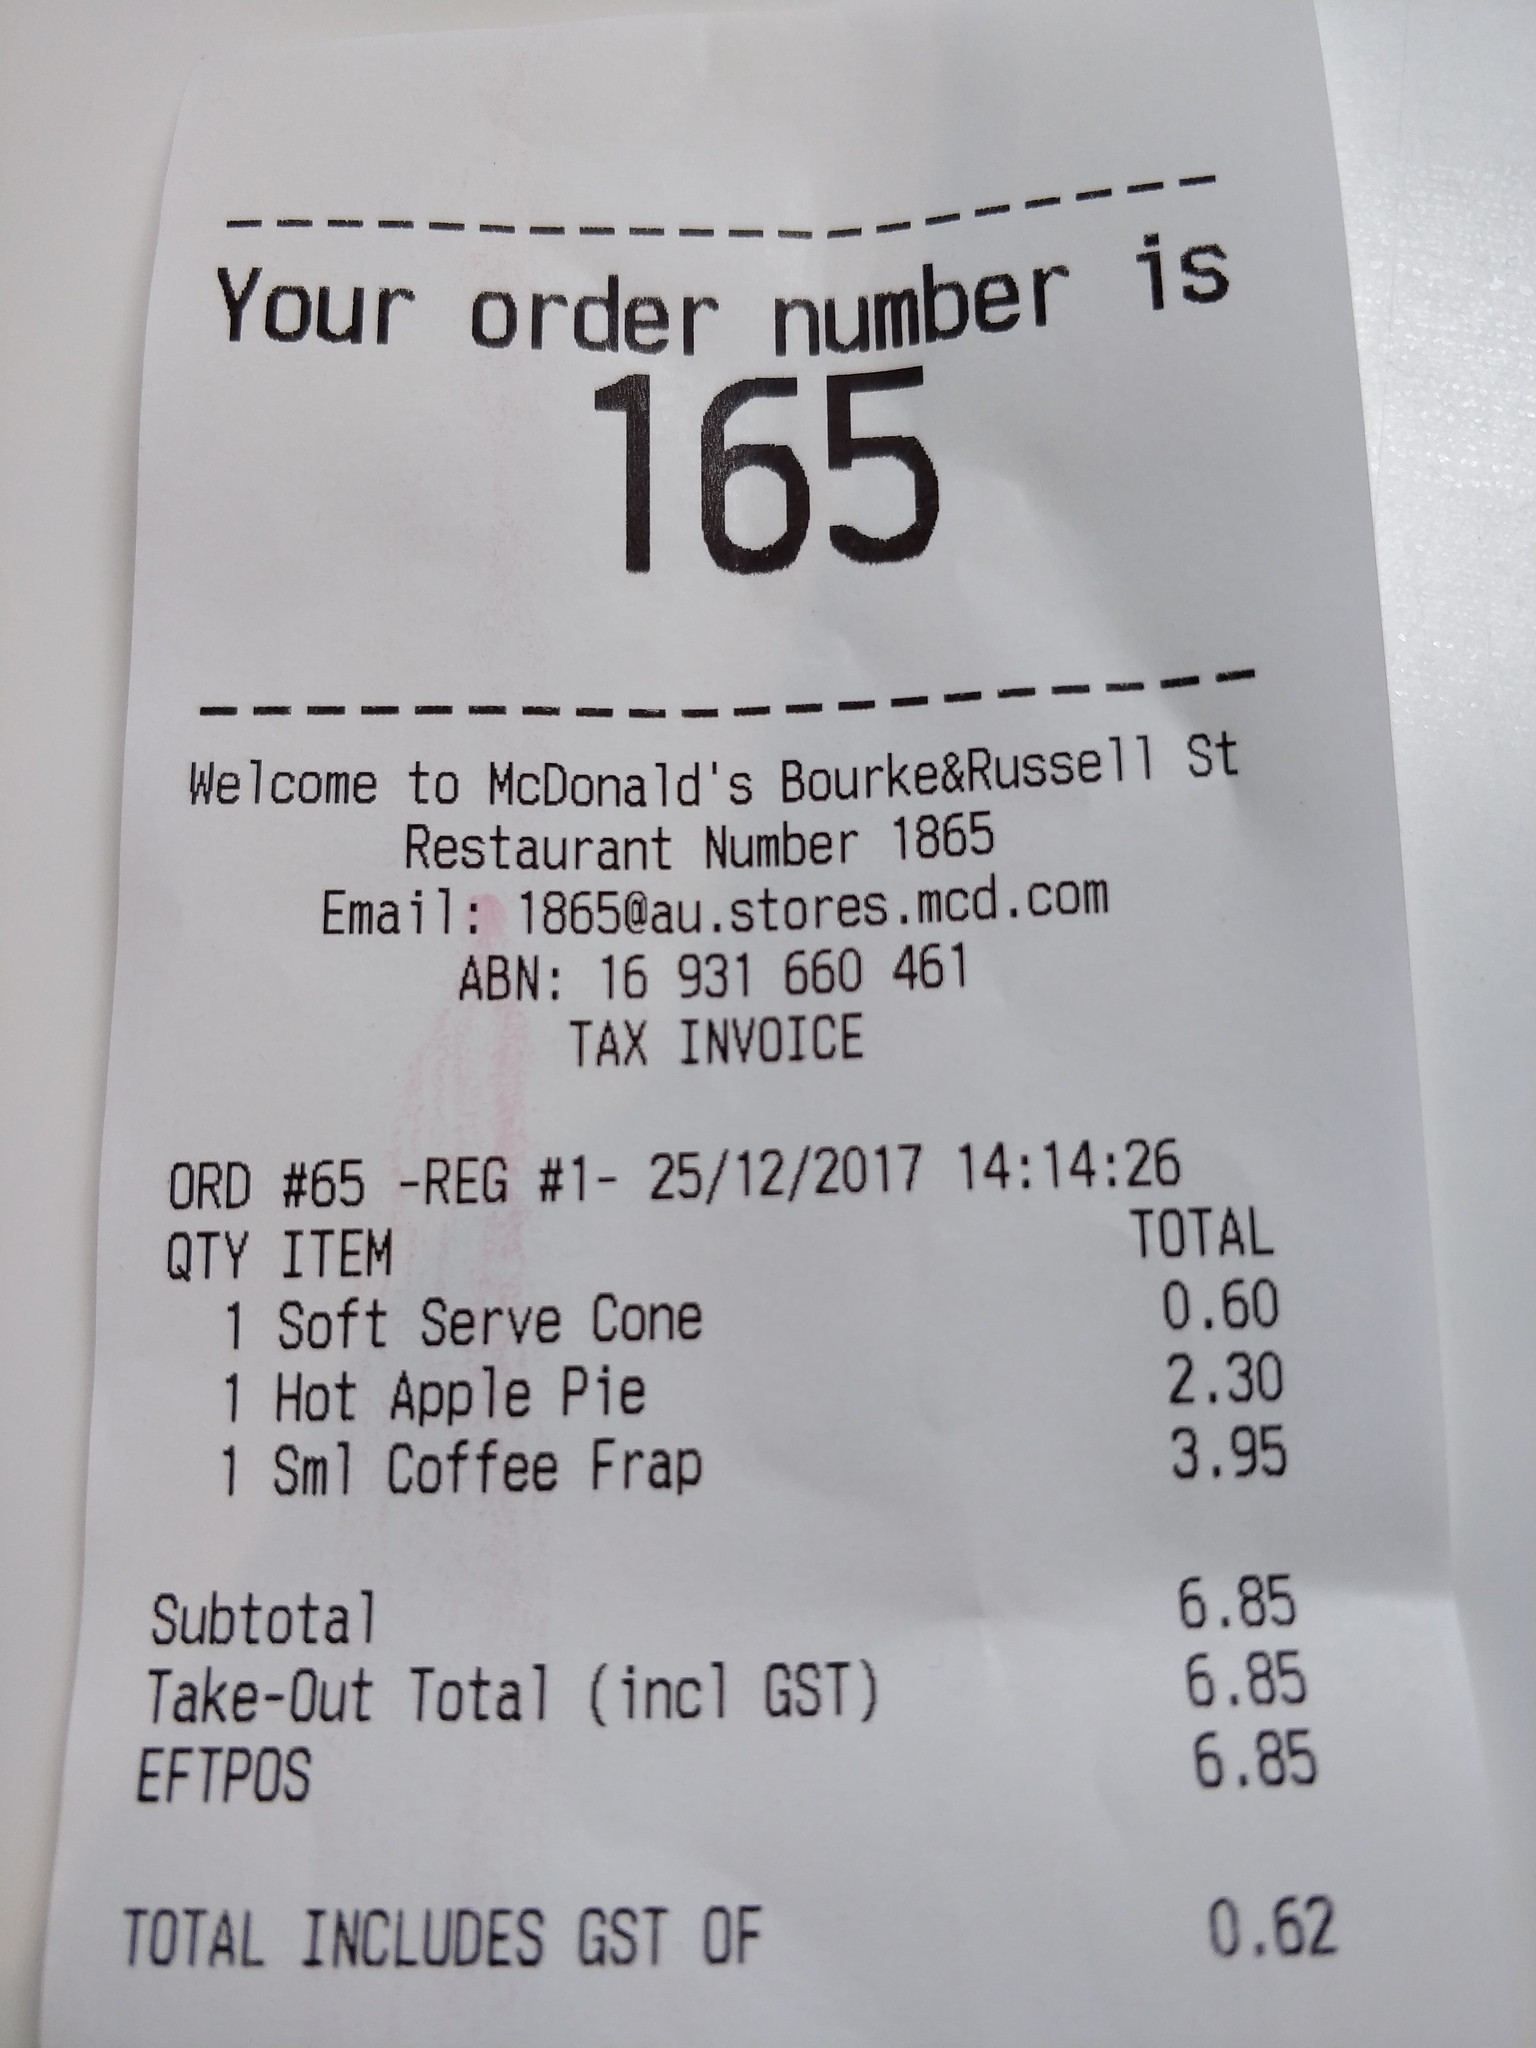 Your order number is
165
Welcome to McDonald's Bourke&Russell St
Restaurant Number 1865
Email: 1865@au.stores.mcd.com
ABN: 16 931 660 461
TAX INVOICE
ORD #65 -REG #1- 25/12/2017 14:14:26
QTY ITEM TOTAL
1 Soft Serve Cone 0.60
1 Hot Apple Pie 2.30
1 Sml Coffee Frap 3.95
Subtotal 6.85
Take-Out Total (incl GST) 6.85
EFTPOS 6.85
TOTAL INCLUDES GST OF 0.62